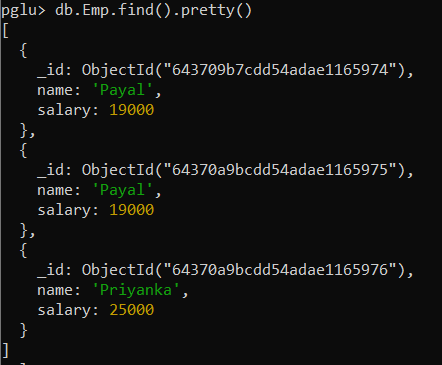 pglu> db.Emp.find().pretty()
[
  {
    _id: ObjectId("643709b7cdd54adae1165974"),
    name: 'Payal',
    salary: 19000
  },
  {
    _id: ObjectId("64370a9bcdd54adae1165975"),
    name: 'Payal',
    salary: 19000
  },
  {
    _id: ObjectId("64370a9bcdd54adae1165976"),
    name: 'Priyanka',
    salary: 25000
  }
]